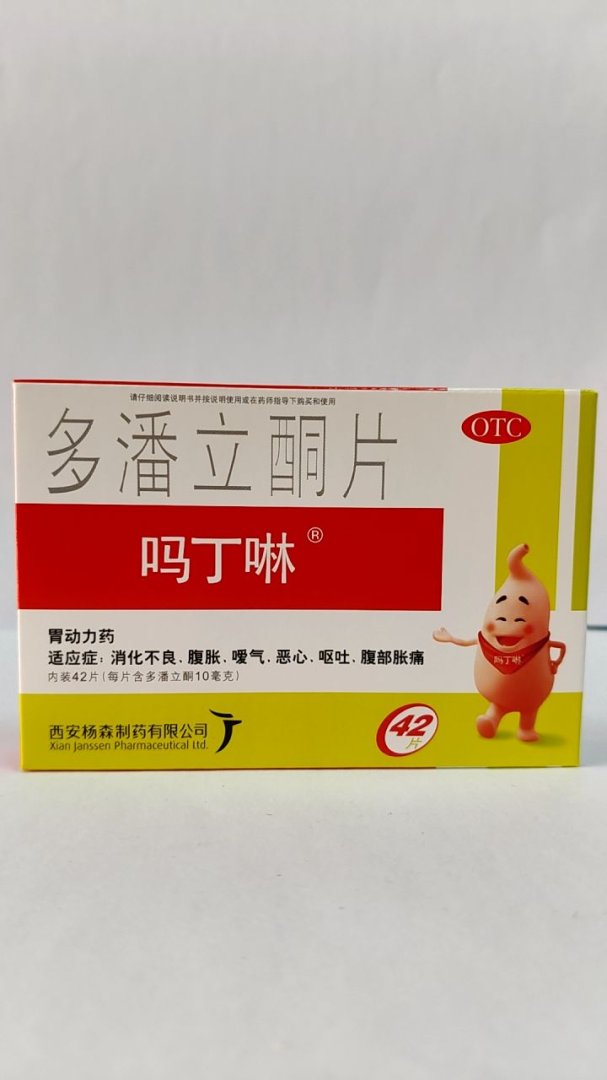 请仔细阅读说明书并按说明使用或在药师指导下购买和使用
多潘立酮片
OTC
吗丁啉®
胃动力药
适应症：消化不良、腹胀、嗳气、恶心、呕吐、腹部胀痛
内装42片(每片含多潘立酮10毫克)
吗丁啉
西安杨森制药有限公司
Xian Janssen Pharmaceutical Ltd.
42
片